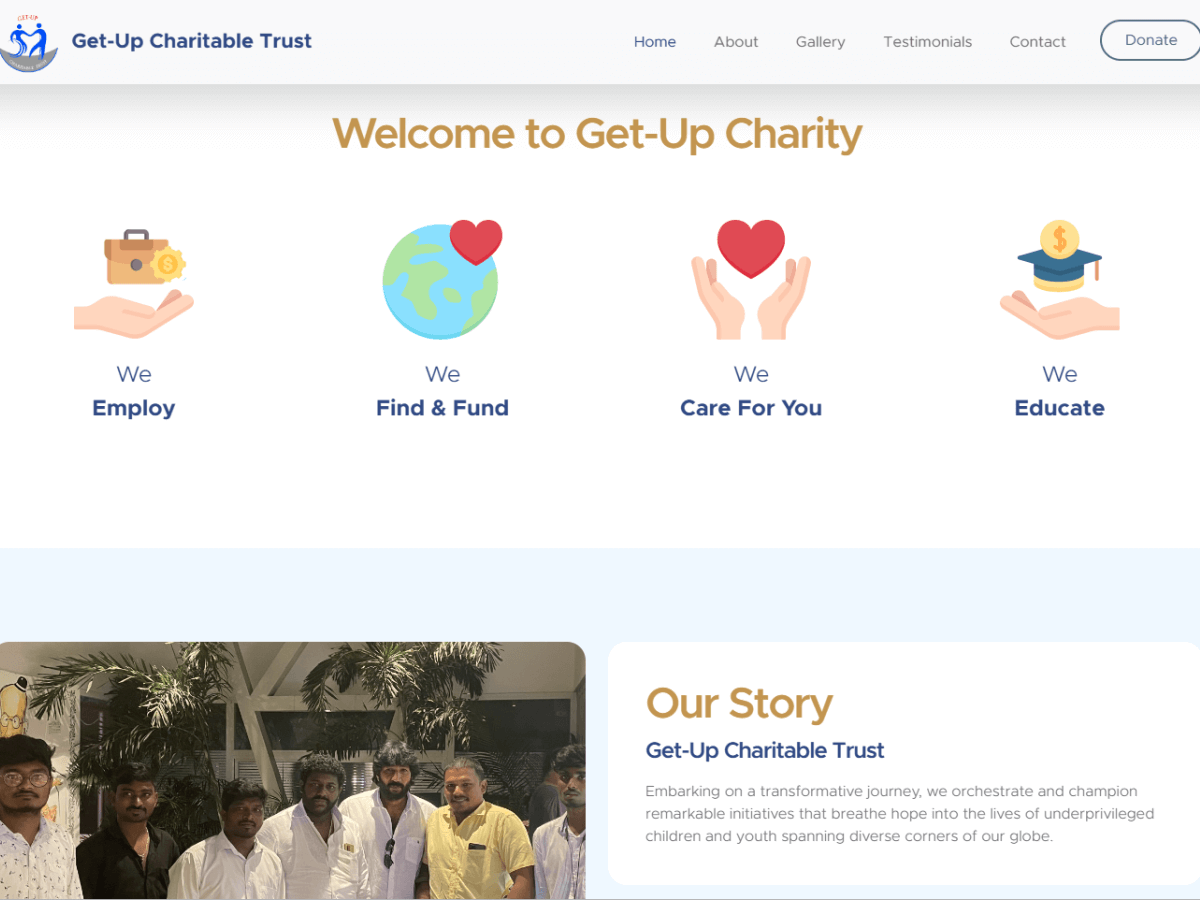 GET-UP
Get-Up Charitable Trust
Home
About
Gallery
Testimonials
Contact
Donate
Welcome to Get-Up Charity
We
Employ
We
Find & Fund
We
Care For You
We
Educate
Our Story
Get-Up Charitable Trust
Embarking on a transformative journey, we orchestrate and champion
remarkable initiatives that breathe hope into the lives of underprivileged
children and youth spanning diverse corners of our globe.